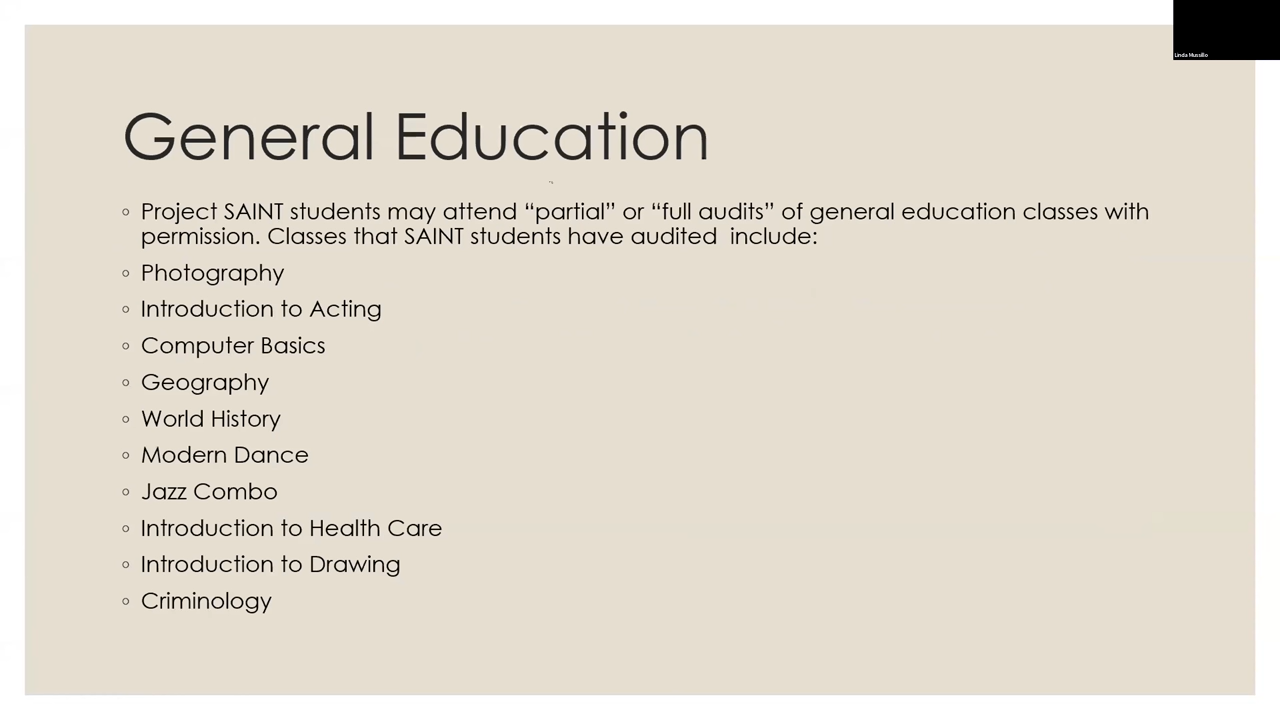 Linda Mussillo
General Education
◦ Project SAINT students may attend “partial” or “full audits” of general education classes with
permission. Classes that SAINT students have audited  include:
◦ Photography
◦ Introduction to Acting
◦ Computer Basics
◦ Geography
◦ World History
◦ Modern Dance
◦ Jazz Combo
◦ Introduction to Health Care
◦ Introduction to Drawing
◦ Criminology